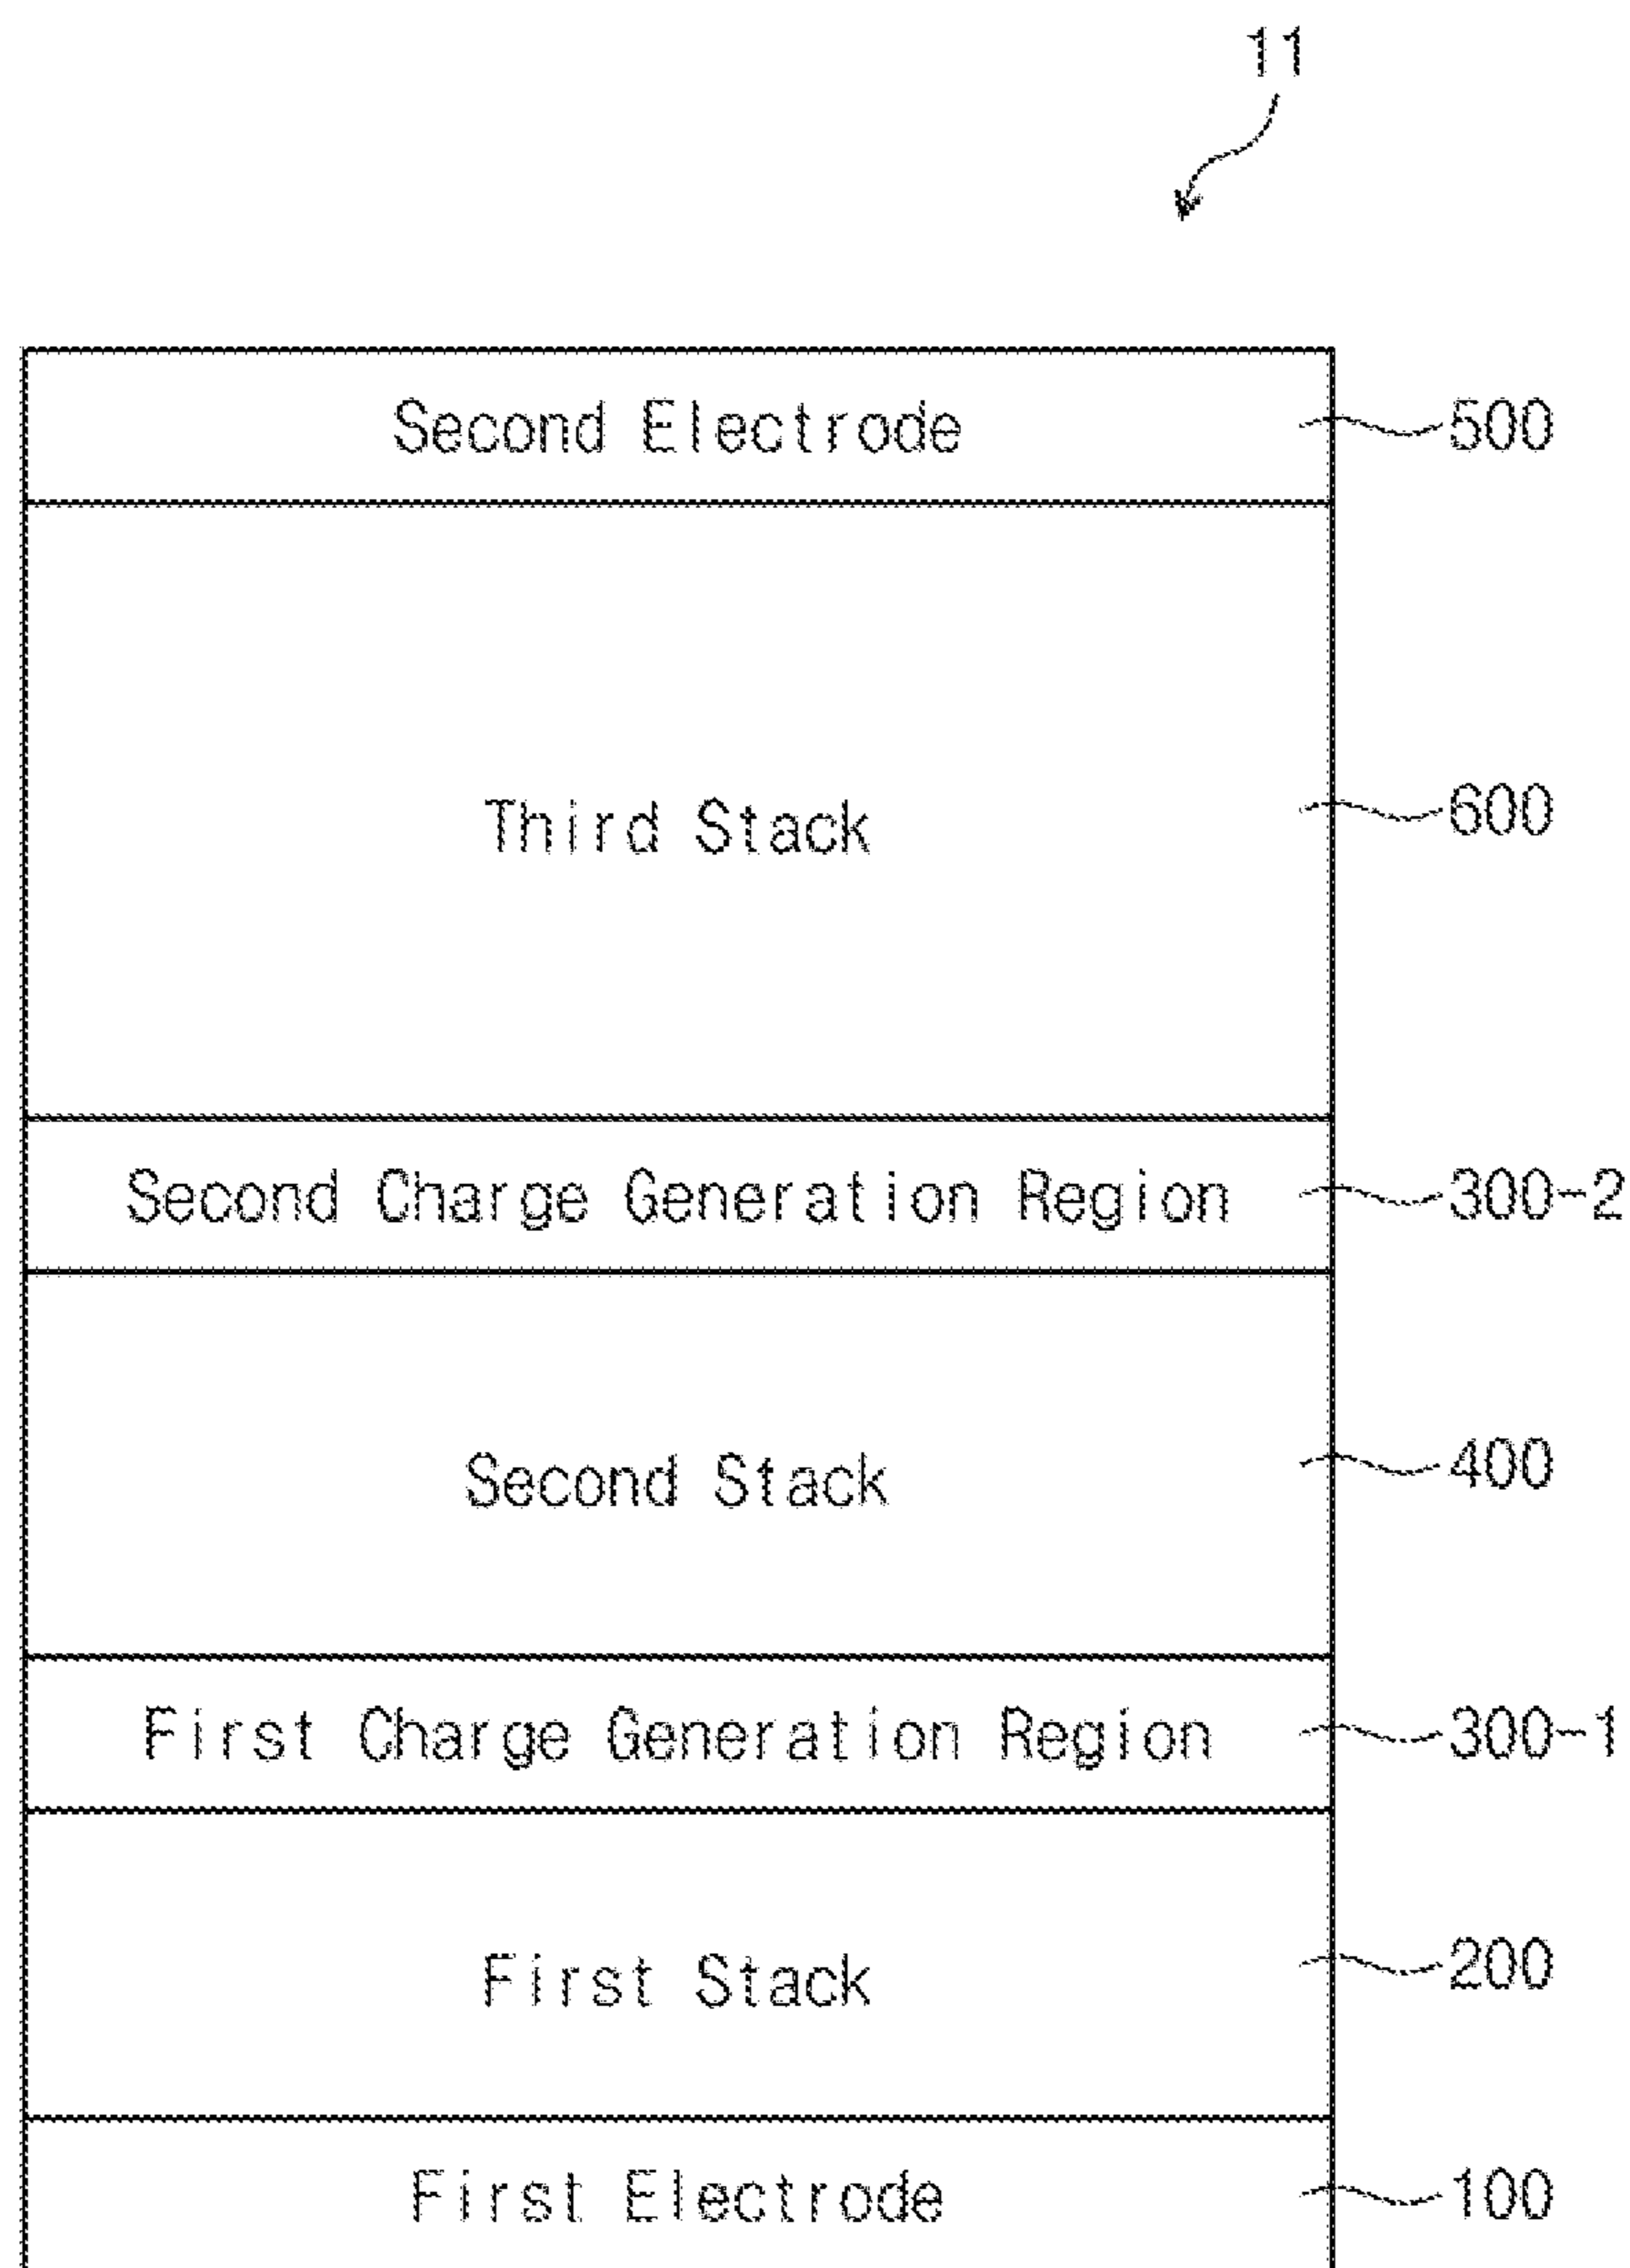 11
Second Electrode 500
Third Stack 600
Second Charge Generation Region 300-2
Second Stack 400
First Charge Generation Region 300-1
First Stack 200
First Electrode 100